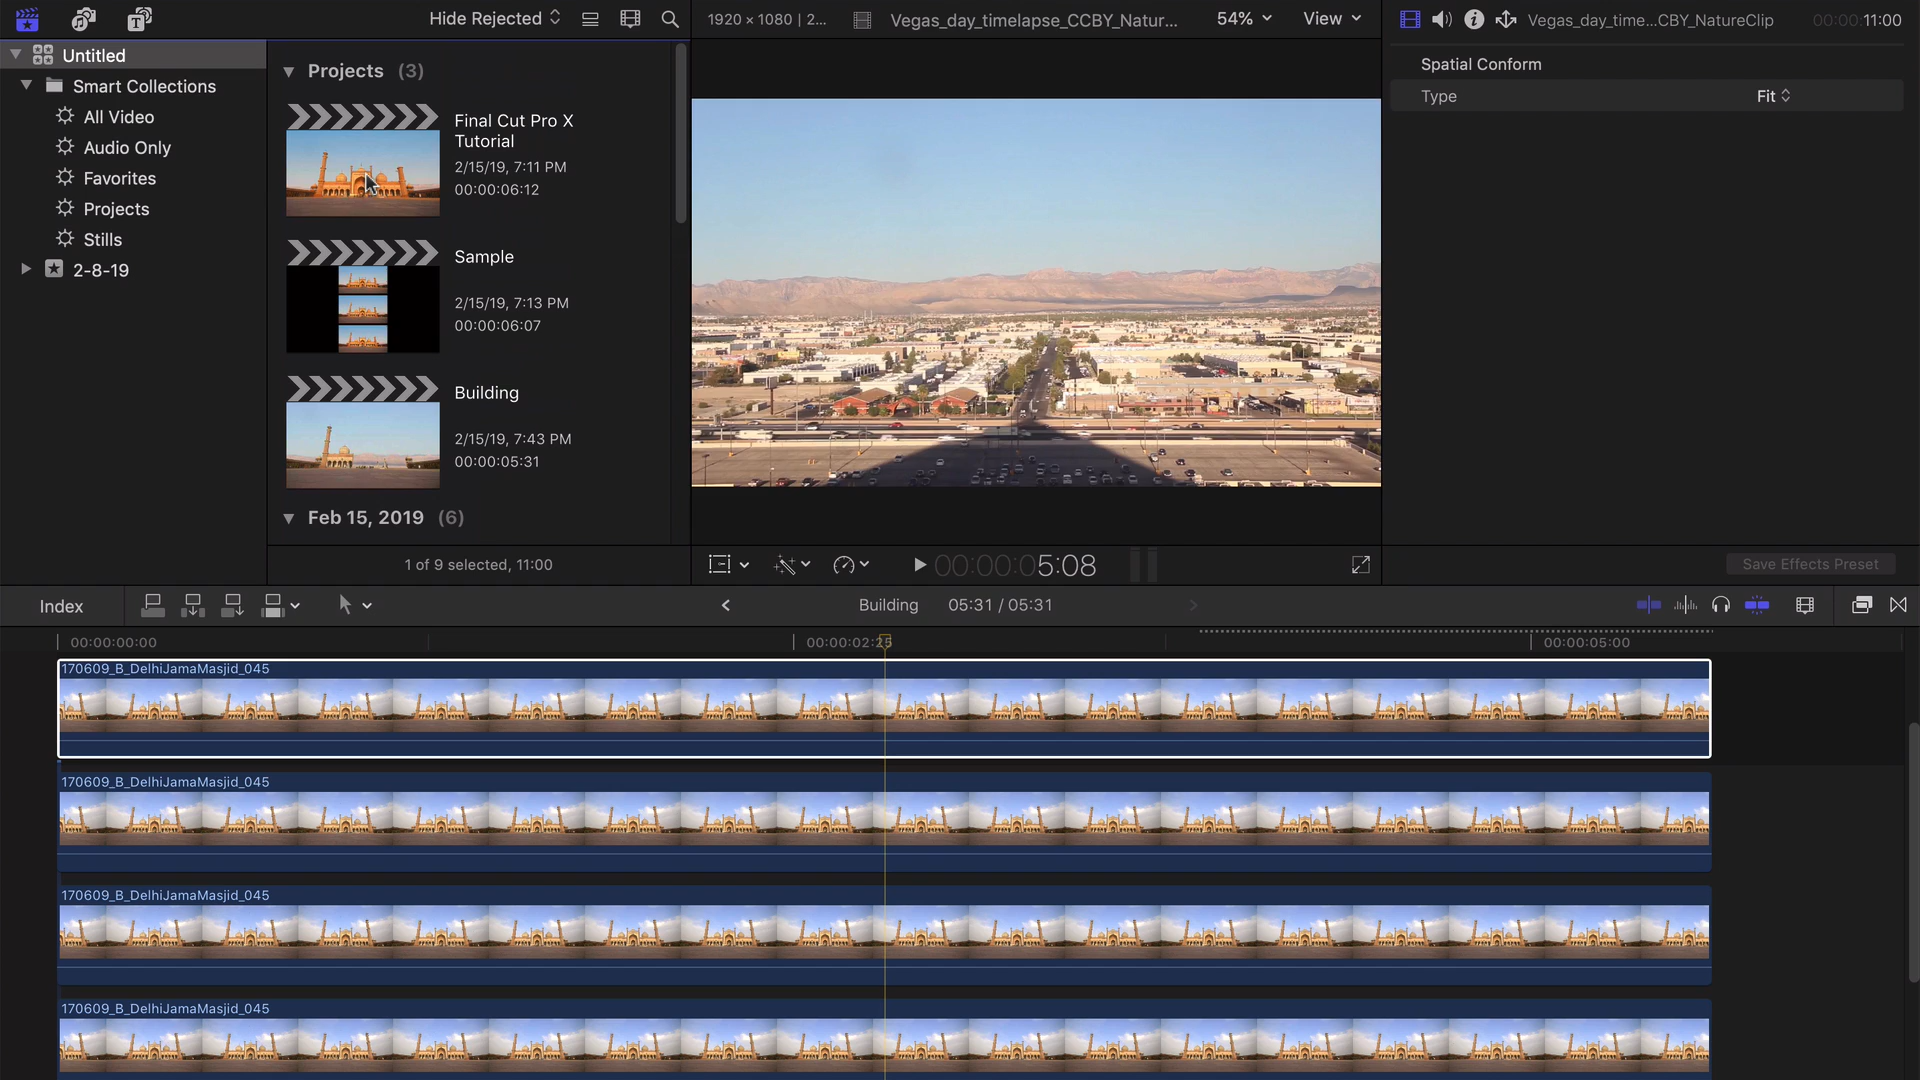 Hide Rejected
1920 × 1080 | 2...
Vegas_day_timelapse_CCBY_Natur...
54%
View
Vegas_day_time...CBY_NatureClip
00:00:11:00
Untitled
Smart Collections
All Video
Audio Only
Favorites
Projects
Stills
2-8-19
Projects (3)
Final Cut Pro X
Tutorial
2/15/19, 7:11 PM
00:00:06:12
Sample
2/15/19, 7:13 PM
00:00:06:07
Building
2/15/19, 7:43 PM
00:00:05:31
Feb 15, 2019 (6)
1 of 9 selected, 11:00
Spatial Conform
Type
Fit
00:00:05:08
Save Effects Preset
Index
Building
05:31 / 05:31
00:00:00:00
00:00:02:25
00:00:05:00
170609_B_DelhiJamaMasjid_045
170609_B_DelhiJamaMasjid_045
170609_B_DelhiJamaMasjid_045
170609_B_DelhiJamaMasjid_045